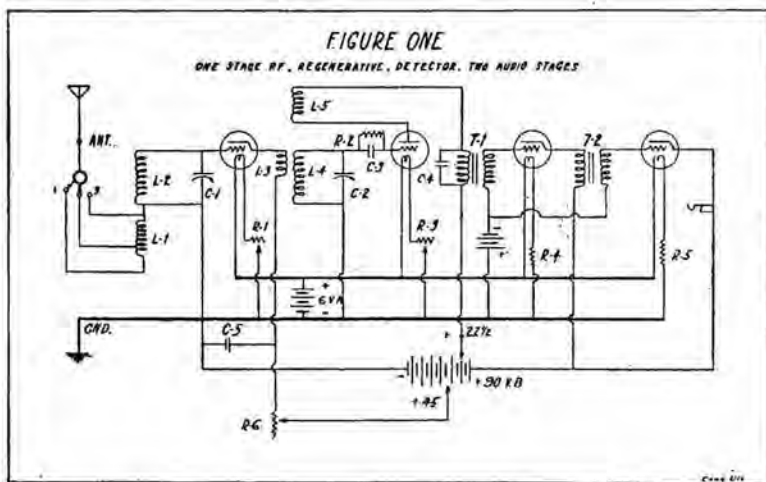 FIGURE ONE
ONE STAGE RF, REGENERATIVE, DETECTOR, TWO AUDIO STAGES
ANT.
1
3
L-2
L-1
C-1
L-3
R-1
L-5
L-4
R-2
C-3
C-2
R-3
C-4
T-1
T-2
R-4
R-5
+
6 V A
-
-
+
GND.
C-5
+ 22½
-
+90 V B
+45
R-6